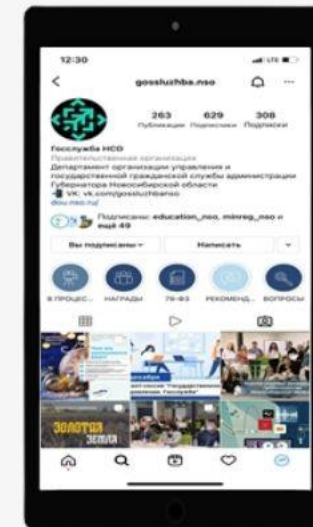 12:30
LTE
gossluzhba.nso
263 629 308
Публикации Подписчики Подписки
Госслужба НСО
Правительственная организация
Департамент организации управления и
государственной гражданской службы администрации
Губернатора Новосибирской области
VK: vk.com/gossluzhbanso
dou.nso.ru/
Подписаны: education_nso, minreg_nso и
ещё 49
Вы подписаны Написать
В ПРОЦЕС... НАГРАДЫ 79-ФЗ РЕКОМЕНД... ВОПРОСЫ
ЗОЛОТАЯ
ЗЕМЛЯ